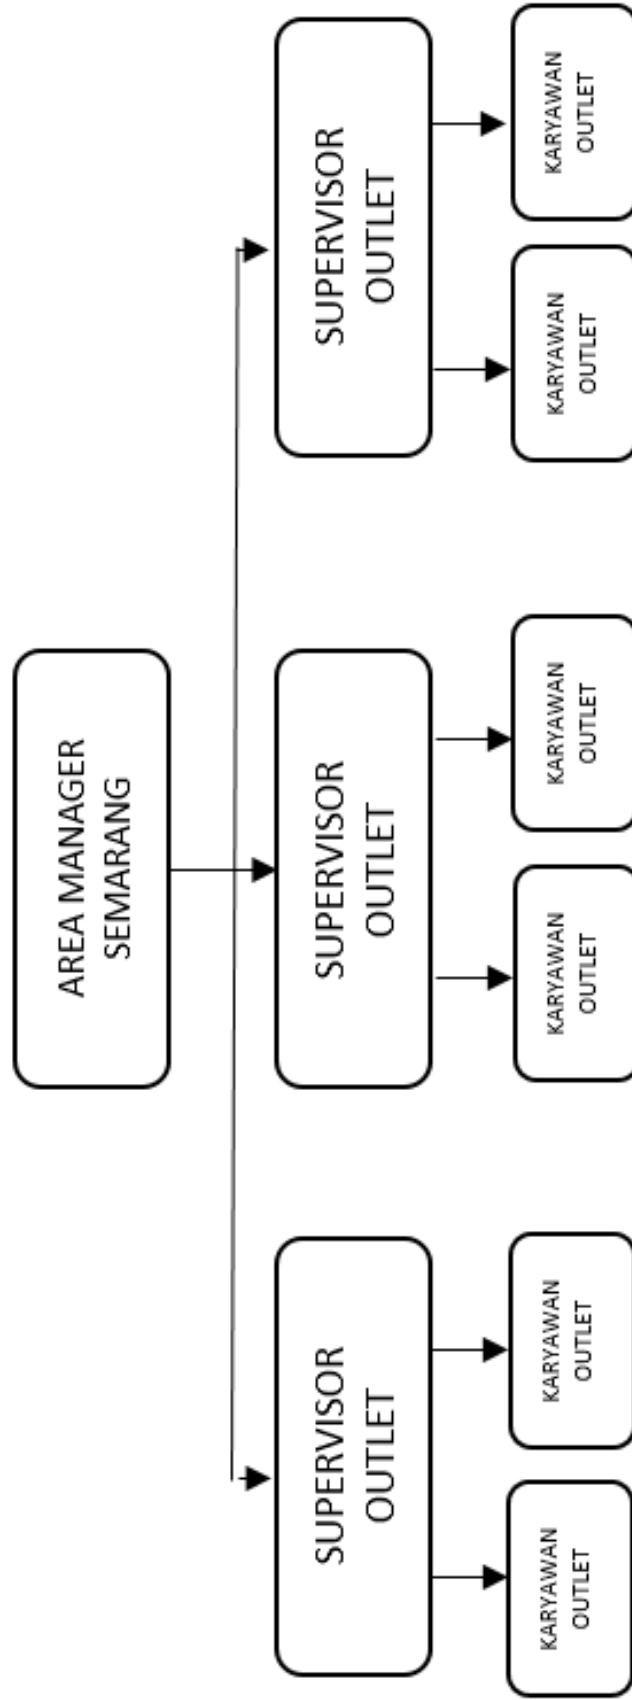 AREA MANAGER
SEMARANG
SUPERVISOR
OUTLET
SUPERVISOR
OUTLET
SUPERVISOR
OUTLET
KARYAWAN
OUTLET
KARYAWAN
OUTLET
KARYAWAN
OUTLET
KARYAWAN
OUTLET
KARYAWAN
OUTLET
KARYAWAN
OUTLET